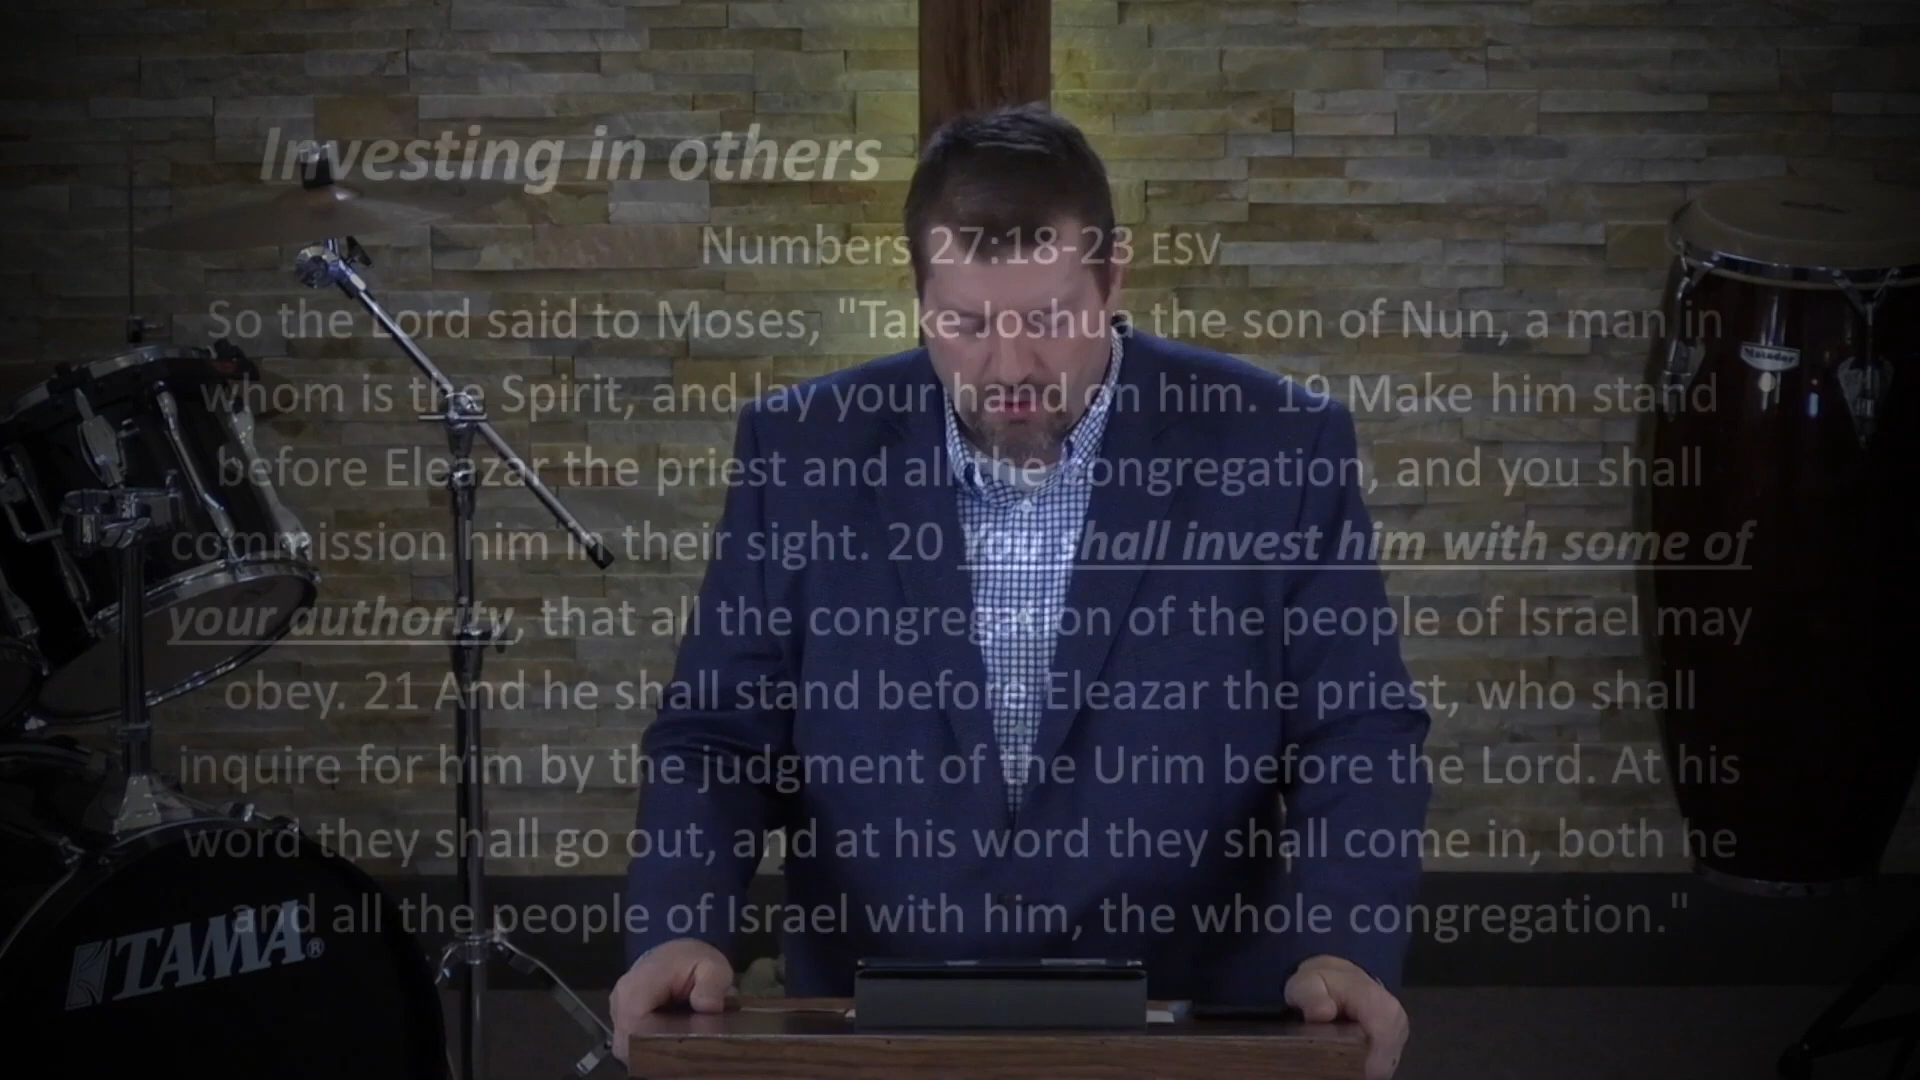 Investing in others
Numbers 27:18-23 ESV
So the Lord said to Moses, "Take Joshua the son of Nun, a man in
whom is the Spirit, and lay your hand on him. 19 Make him stand
before Eleazar the priest and all the congregation, and you shall
commission him in their sight. 20 You shall invest him with some of
your authority, that all the congregation of the people of Israel may
obey. 21 And he shall stand before Eleazar the priest, who shall
inquire for him by the judgment of the Urim before the Lord. At his
word they shall go out, and at his word they shall come in, both he
and all the people of Israel with him, the whole congregation."
TAMA®
Matador